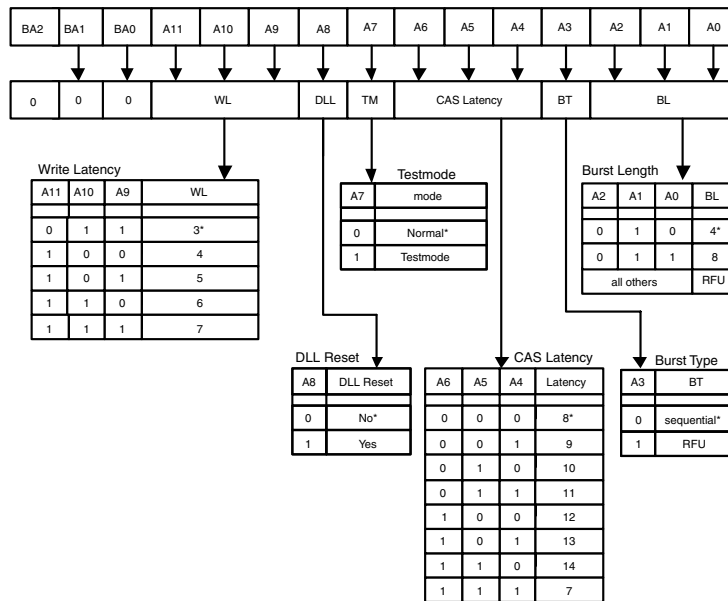 BA2 BA1 BA0 A11 A10 A9 A8 A7 A6 A5 A4 A3 A2 A1 A0
0 0 0 WL DLL TM CAS Latency BT BL
Write Latency
A11 A10 A9 WL
0 1 1 3*
1 0 0 4
1 0 1 5
1 1 0 6
1 1 1 7
Testmode
A7 mode
0 Normal*
1 Testmode
Burst Length
A2 A1 A0 BL
0 1 0 4*
0 1 1 8
all others RFU
DLL Reset
A8 DLL Reset
0 No*
1 Yes
CAS Latency
A6 A5 A4 Latency
0 0 0 8*
0 0 1 9
0 1 0 10
0 1 1 11
1 0 0 12
1 0 1 13
1 1 0 14
1 1 1 7
Burst Type
A3 BT
0 sequential*
1 RFU